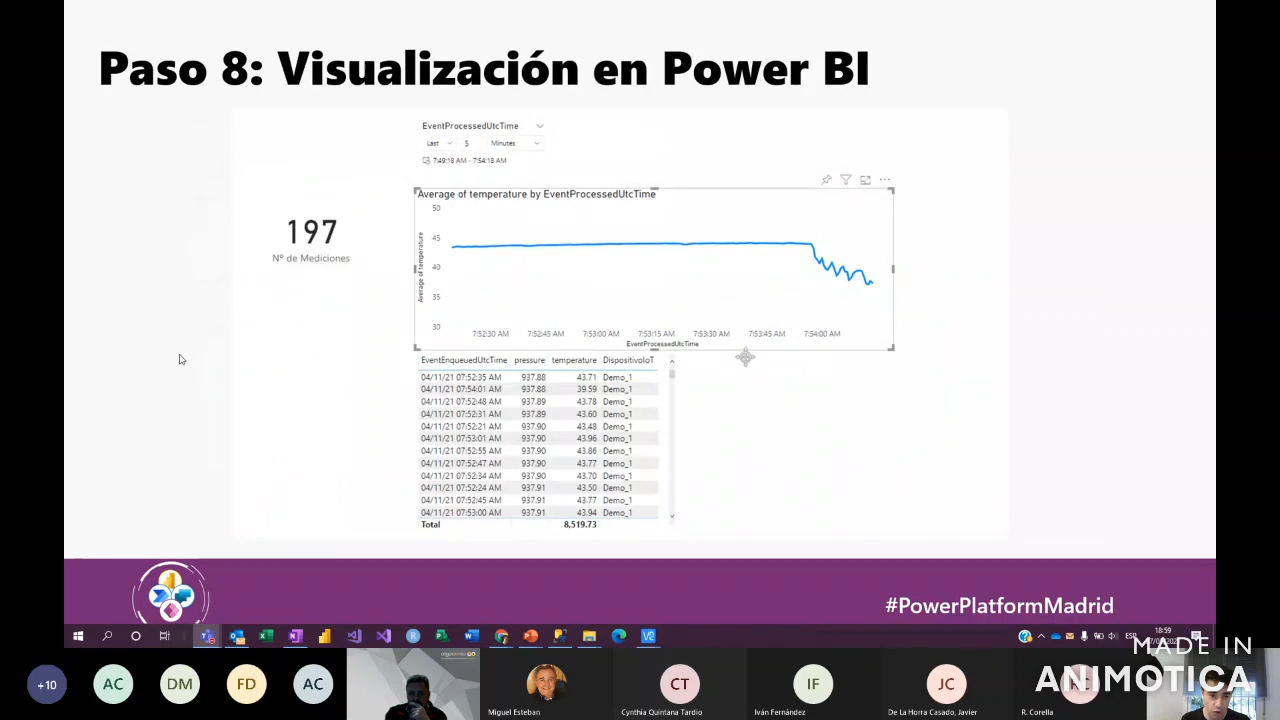 Paso 8: Visualización en Power BI
EventProcessedUtcTime
Last 5 Minutes
7:49:18 AM - 7:54:18 AM
197
Nº de Mediciones
Average of temperature by EventProcessedUtcTime
Average of temperature
50
45
40
35
30
7:52:30 AM 7:52:45 AM 7:53:00 AM 7:53:15 AM 7:53:30 AM 7:53:45 AM 7:54:00 AM
EventProcessedUtcTime
EventEnqueuedUtcTime pressure temperature DispositivoIoT
04/11/21 07:52:35 AM 937.88 43.71 Demo_1
04/11/21 07:54:01 AM 937.88 39.59 Demo_1
04/11/21 07:52:48 AM 937.89 43.78 Demo_1
04/11/21 07:52:31 AM 937.89 43.60 Demo_1
04/11/21 07:52:21 AM 937.90 43.48 Demo_1
04/11/21 07:53:01 AM 937.90 43.96 Demo_1
04/11/21 07:52:55 AM 937.90 43.86 Demo_1
04/11/21 07:52:47 AM 937.90 43.77 Demo_1
04/11/21 07:52:34 AM 937.90 43.70 Demo_1
04/11/21 07:52:24 AM 937.91 43.50 Demo_1
04/11/21 07:52:45 AM 937.91 43.77 Demo_1
04/11/21 07:53:00 AM 937.91 43.94 Demo_1
Total 8,519.73
#PowerPlatformMadrid
ESP
18:59
MADE IN
ANIMOTICA
+10
AC
DM
FD
AC
CT
IF
JC
Miguel Esteban
Cynthia Quintana Tardio
Iván Fernández
De La Horra Casado, Javier
R. Corella